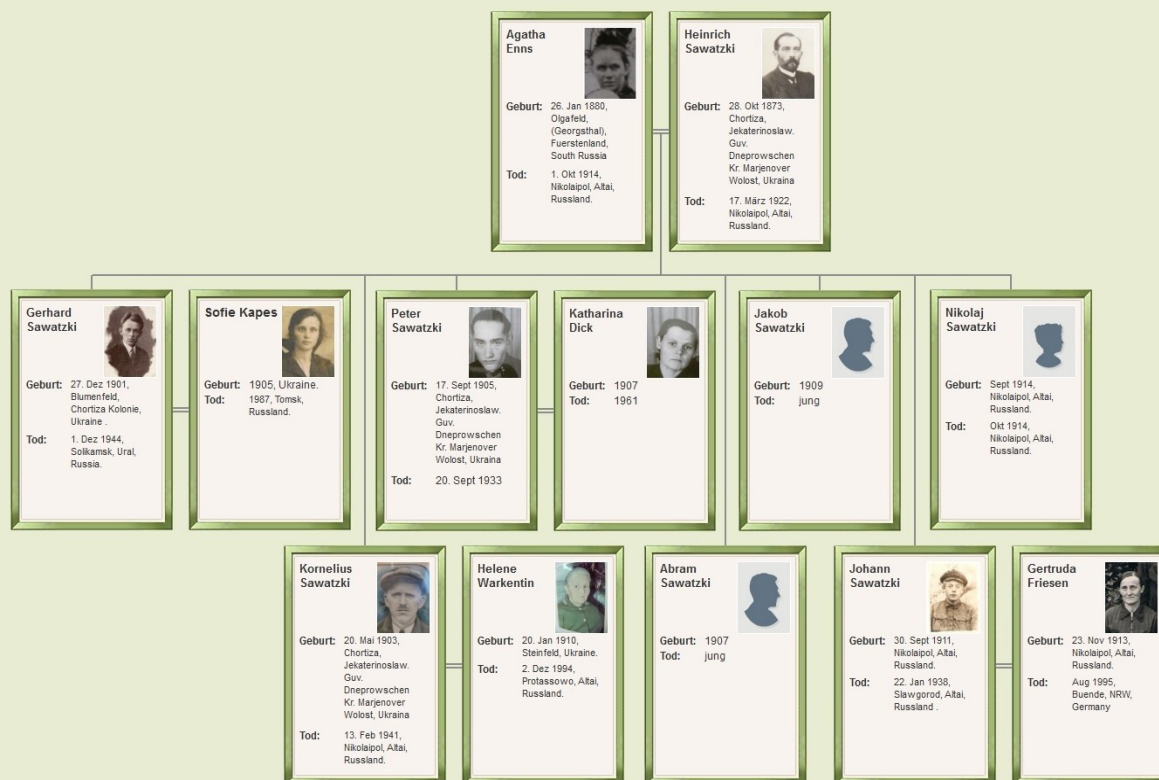 Agatha
Enns
Geburt: 26. Jan 1880,
Olgafeld,
(Georgsthal),
Fuerstenland,
South Russia
Tod: 1. Okt 1914,
Nikolaipol, Altai,
Russland.
Heinrich
Sawatzki
Geburt: 28. Okt 1873,
Chortiza,
Jekaterinoslaw.
Guv.
Dneprowschen
Kr. Marjenover
Wolost, Ukraina
Tod: 17. März 1922,
Nikolaipol, Altai,
Russland.
Gerhard
Sawatzki
Geburt: 27. Dez 1901,
Blumenfeld,
Chortiza Kolonie,
Ukraine .
Tod: 1. Dez 1944,
Solikamsk, Ural,
Russia.
Sofie Kapes
Geburt: 1905, Ukraine.
Tod: 1987, Tomsk,
Russland.
Peter
Sawatzki
Geburt: 17. Sept 1905,
Chortiza,
Jekaterinoslaw.
Guv.
Dneprowschen
Kr. Marjenover
Wolost, Ukraina
Tod: 20. Sept 1933
Katharina
Dick
Geburt: 1907
Tod: 1961
Jakob
Sawatzki
Geburt: 1909
Tod: jung
Nikolaj
Sawatzki
Geburt: Sept 1914,
Nikolaipol, Altai,
Russland.
Tod: Okt 1914,
Nikolaipol, Altai,
Russland.
Kornelius
Sawatzki
Geburt: 20. Mai 1903,
Chortiza,
Jekaterinoslaw.
Guv.
Dneprowschen
Kr. Marjenover
Wolost, Ukraina
Tod: 13. Feb 1941,
Nikolaipol, Altai,
Russland.
Helene
Warkentin
Geburt: 20. Jan 1910,
Steinfeld, Ukraine.
Tod: 2. Dez 1994,
Protassowo, Altai,
Russland.
Abram
Sawatzki
Geburt: 1907
Tod: jung
Johann
Sawatzki
Geburt: 30. Sept 1911,
Nikolaipol, Altai,
Russland.
Tod: 22. Jan 1938,
Slawgorod, Altai,
Russland .
Gertruda
Friesen
Geburt: 23. Nov 1913,
Nikolaipol, Altai,
Russland.
Tod: Aug 1995,
Buende, NRW,
Germany